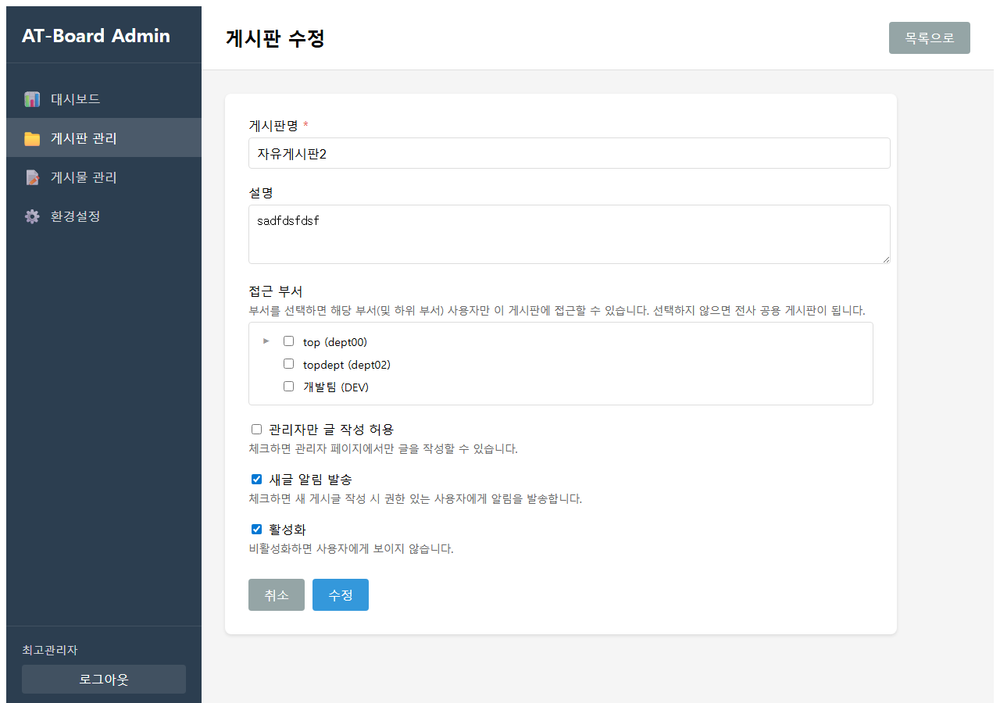 AT-Board Admin
대시보드
게시판 관리
게시물 관리
환경설정
최고관리자
로그아웃
게시판 수정
목록으로
게시판명 *
자유게시판2
설명
sadfdsfdsf
접근 부서
부서를 선택하면 해당 부서(및 하위 부서) 사용자만 이 게시판에 접근할 수 있습니다. 선택하지 않으면 전사 공용 게시판이 됩니다.
top (dept00)
topdept (dept02)
개발팀 (DEV)
관리자만 글 작성 허용
체크하면 관리자 페이지에서만 글을 작성할 수 있습니다.
새글 알림 발송
체크하면 새 게시글 작성 시 권한 있는 사용자에게 알림을 발송합니다.
활성화
비활성화하면 사용자에게 보이지 않습니다.
취소
수정